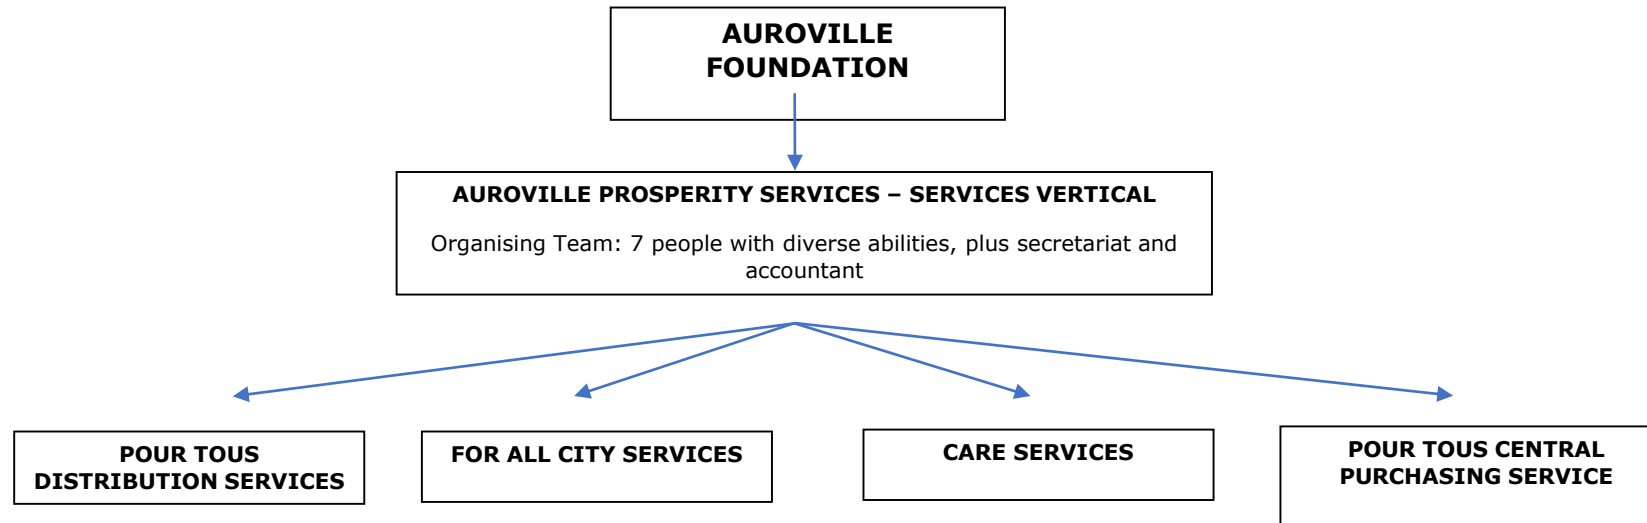 AUROVILLE
FOUNDATION
AUROVILLE PROSPERITY SERVICES – SERVICES VERTICAL
Organising Team: 7 people with diverse abilities, plus secretariat and
accountant
POUR TOUS
DISTRIBUTION SERVICES
FOR ALL CITY SERVICES
CARE SERVICES
POUR TOUS CENTRAL
PURCHASING SERVICE